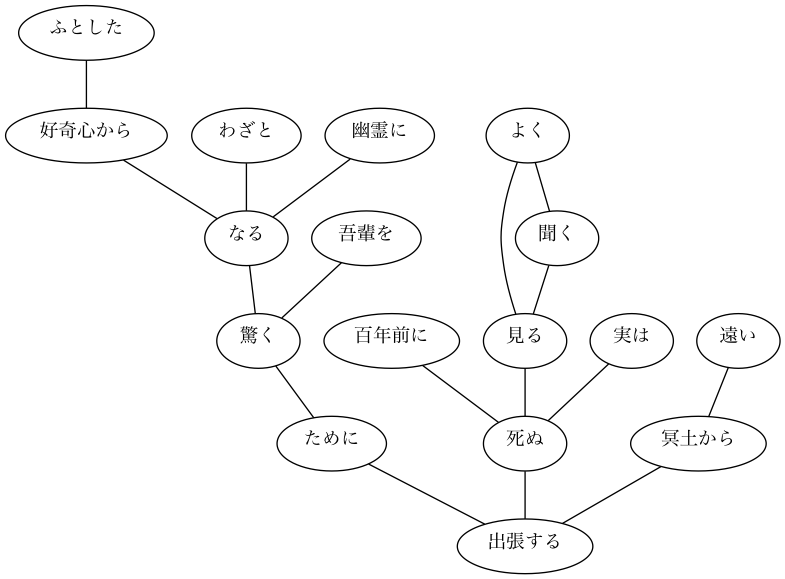 ふとした
好奇心から
わざと
幽霊に
よく
なる
吾輩を
聞く
驚く
百年前に
見る
実は
遠い
ために
死ぬ
冥土から
出張する